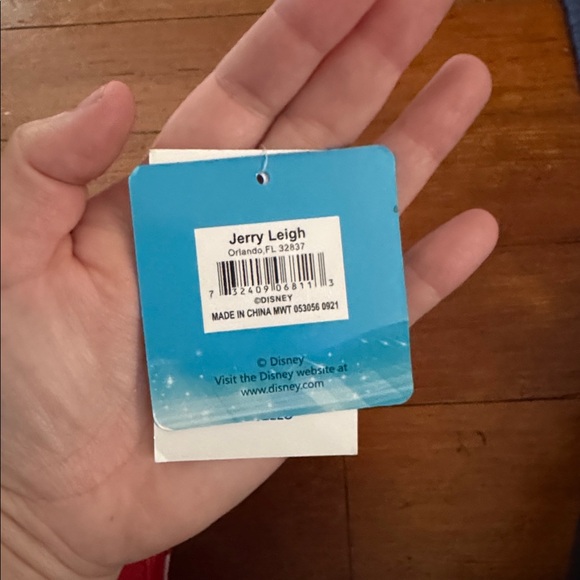 Jerry Leigh
Orlando,FL 32837
7 32409 06811 3
©DISNEY
MADE IN CHINA MWT 053056 0921
© Disney
Visit the Disney website at
www.disney.com